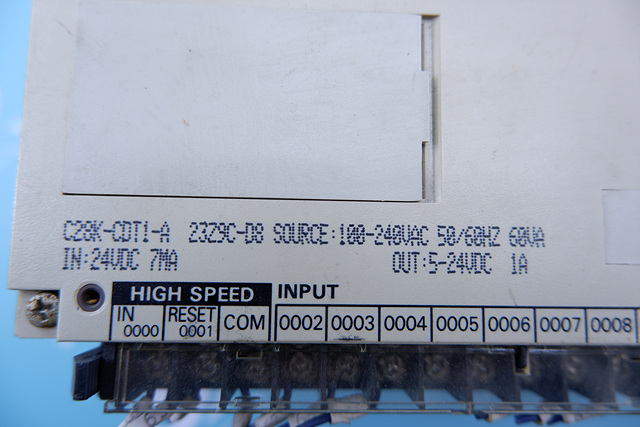 C28K-CDT1-A 23Z9C-D8 SOURCE:100-240VAC 50/60HZ 60VA
IN:24VDC 7MA OUT:5-24VDC 1A
HIGH SPEED INPUT
IN 0000 RESET 0001 COM 0002 0003 0004 0005 0006 0007 0008